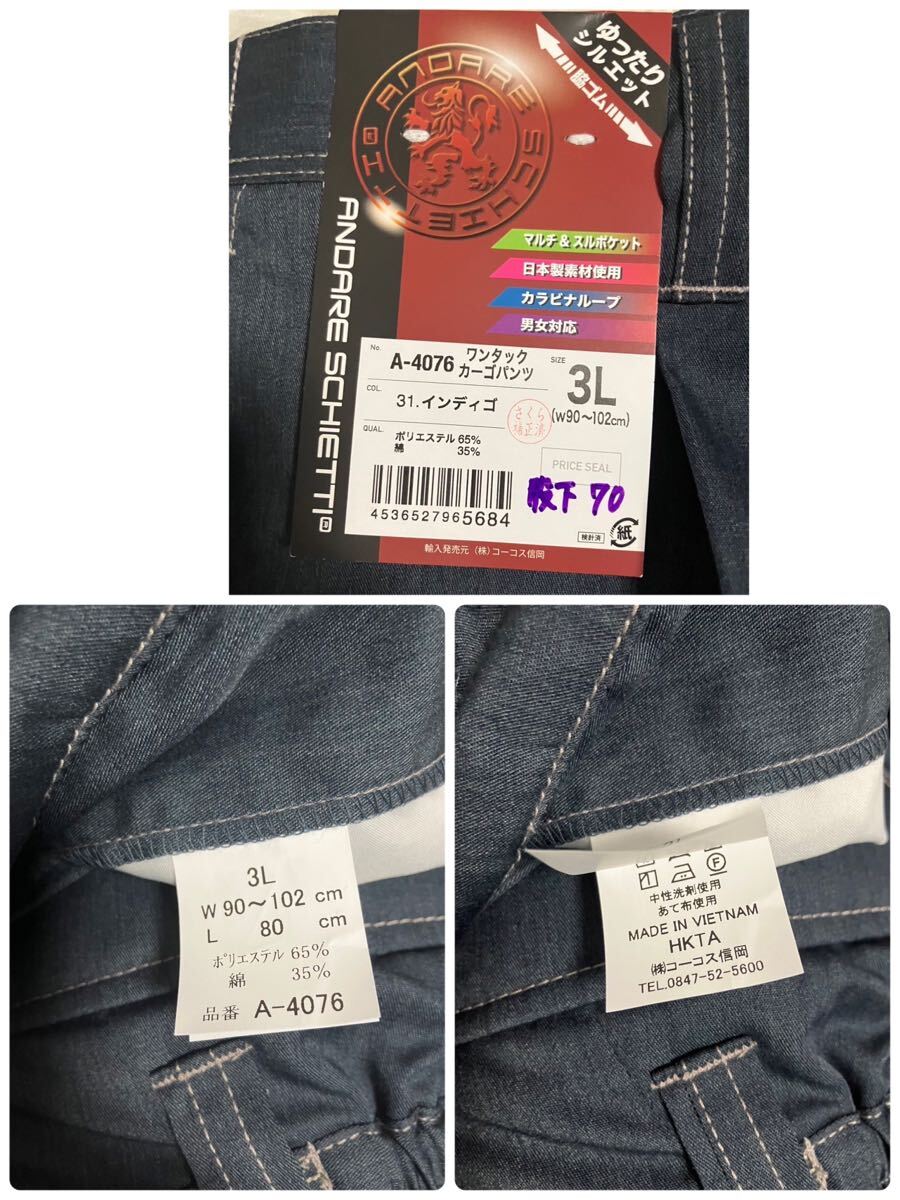 ゆったり
シルエット
脇ゴム
ANDARE SCHIETTI
ANDARE SCHIETTI®
マルチ&スルポケット
日本製素材使用
カラビナループ
男女対応
No. A-4076 ワンタック
カーゴパンツ
SIZE 3L
(W90〜102cm)
COL. 31.インディゴ
QUAL. ポリエステル 65%
綿 35%
PRICE SEAL
4536527965684
股下 70
検針済
紙
輸入発売元 (株)コーコス信岡
3L
W 90〜102 cm
L 80 cm
ポリエステル 65%
綿 35%
品番 A-4076
中性洗剤使用
あて布使用
MADE IN VIETNAM
HKTA
㈱コーコス信岡
TEL.0847-52-5600